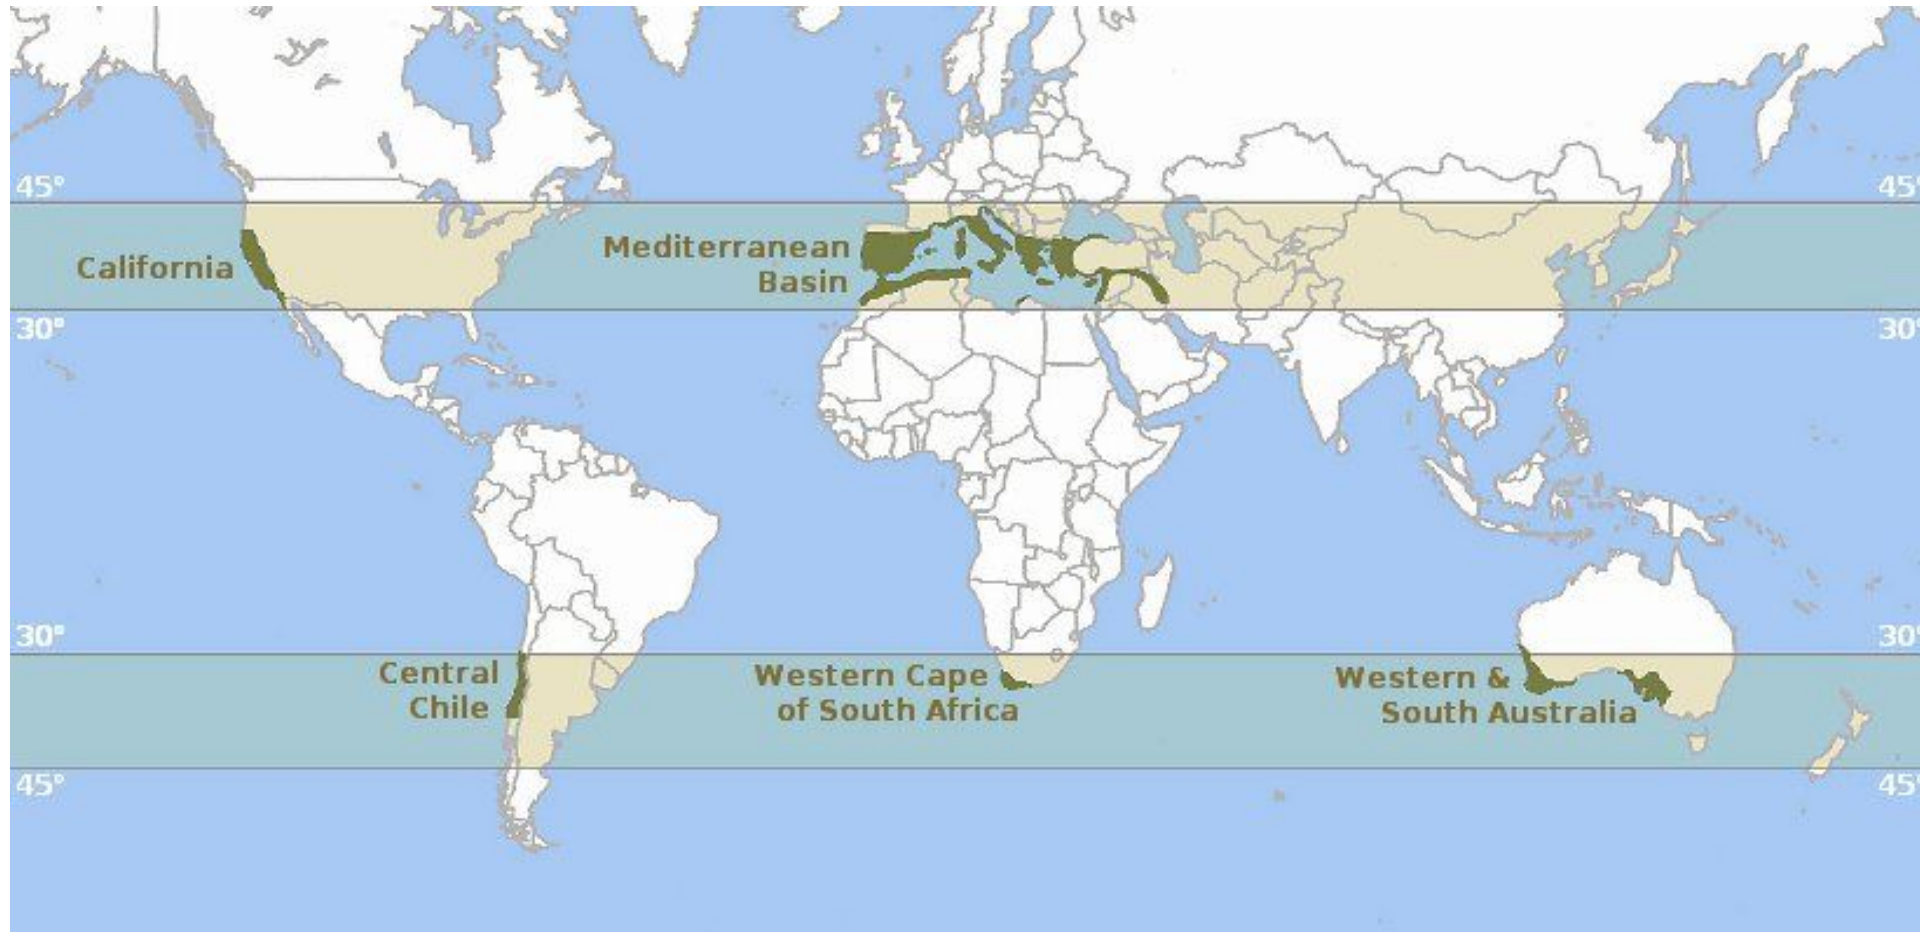 45°
45°
California
Mediterranean
Basin
30°
30°
30°
30°
Central
Chile
Western Cape
of South Africa
Western &
South Australia
45°
45°